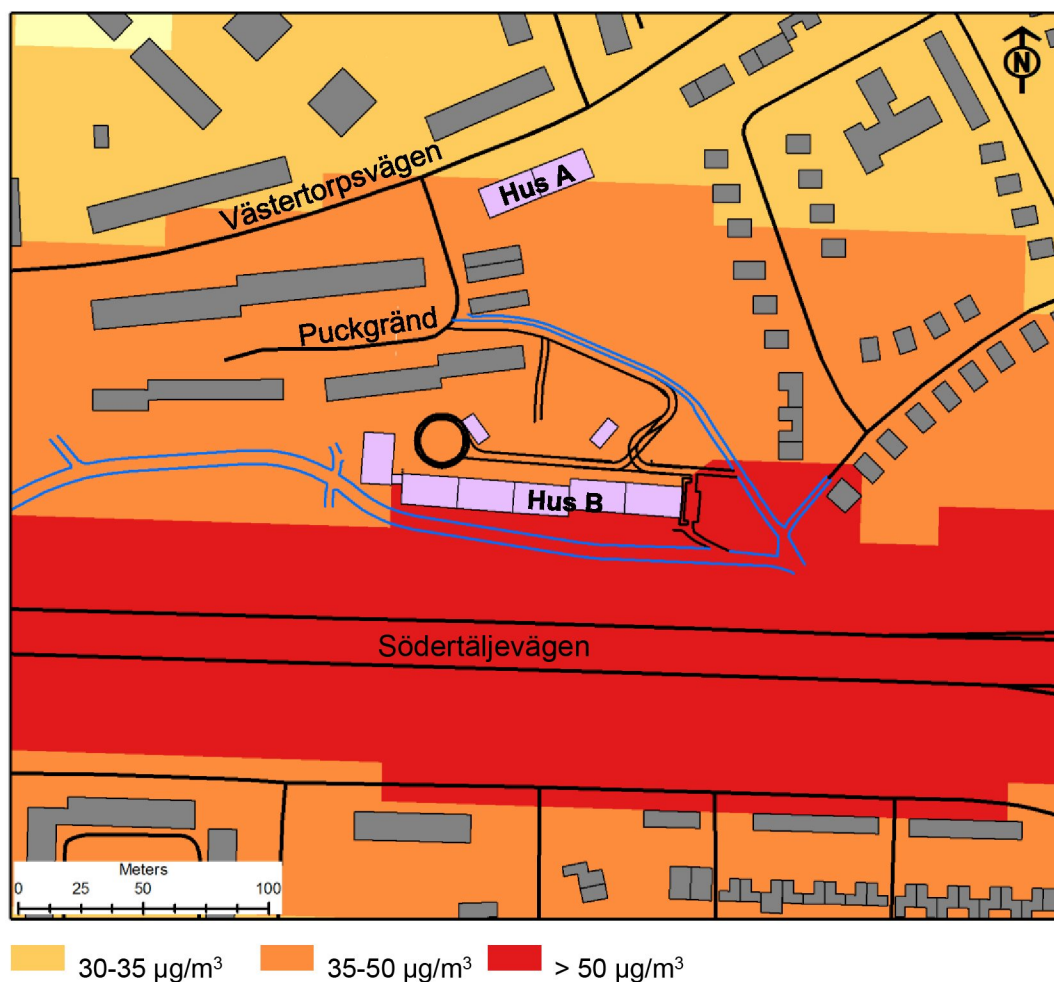 N
Västertorpsvägen
Hus A
Puckgränd
Hus B
Södertäljevägen
Meters
0 25 50 100
30-35 µg/m³ 35-50 µg/m³ > 50 µg/m³